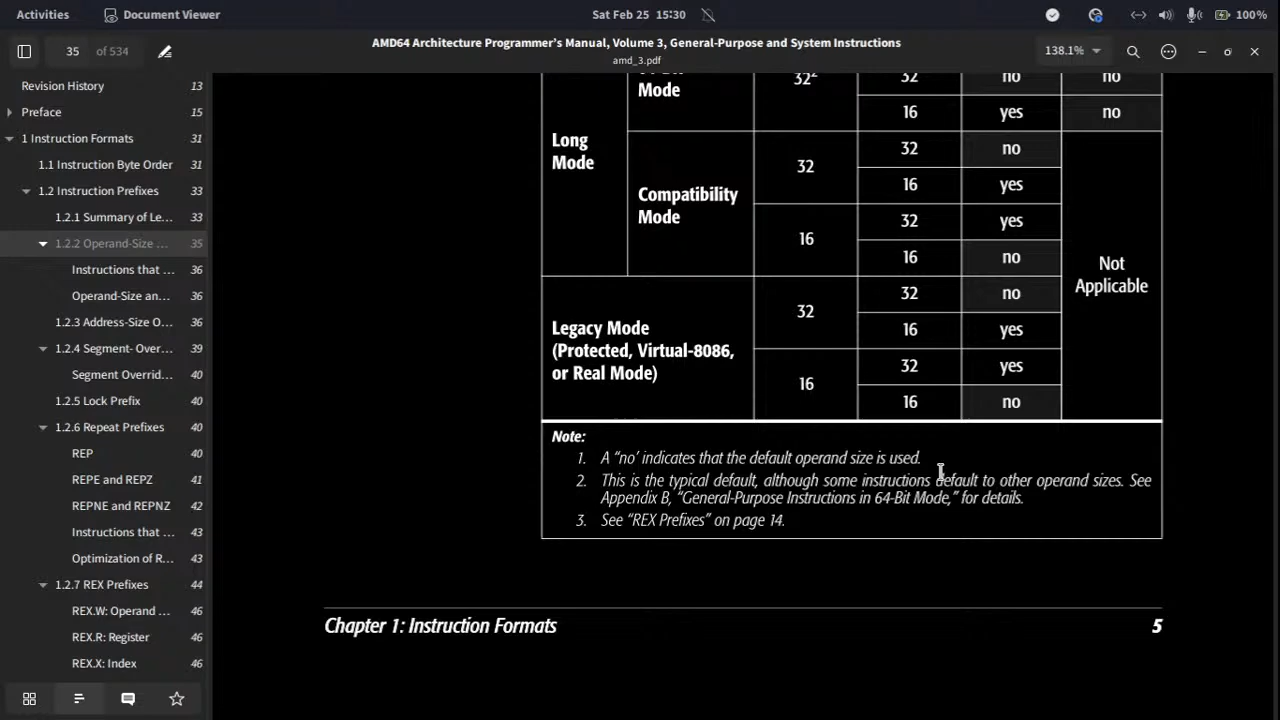 Activities
Document Viewer
Sat Feb 25 15:30
100%
35 of 534
AMD64 Architecture Programmer's Manual, Volume 3, General-Purpose and System Instructions
amd_3.pdf
138.1%
Revision History 13
Preface 15
1 Instruction Formats 31
1.1 Instruction Byte Order 31
1.2 Instruction Prefixes 33
1.2.1 Summary of Le... 33
1.2.2 Operand-Size ... 35
Instructions that ... 36
Operand-Size an... 36
1.2.3 Address-Size O... 36
1.2.4 Segment- Over... 39
Segment Overrid... 40
1.2.5 Lock Prefix 40
1.2.6 Repeat Prefixes 40
REP 40
REPE and REPZ 41
REPNE and REPNZ 42
Instructions that ... 43
Optimization of R... 43
1.2.7 REX Prefixes 44
REX.W: Operand ... 46
REX.R: Register 46
REX.X: Index 46
Mode
32²
32 no no
16 yes no
Long
Mode
Compatibility
Mode
32
32 no
16 yes
16
32 yes
16 no
Not
Applicable
Legacy Mode
(Protected, Virtual-8086,
or Real Mode)
32
32 no
16 yes
16
32 yes
16 no
Note:
1. A “no’ indicates that the default operand size is used.
2. This is the typical default, although some instructions default to other operand sizes. See
Appendix B, “General-Purpose Instructions in 64-Bit Mode,” for details.
3. See “REX Prefixes” on page 14.
Chapter 1: Instruction Formats 5